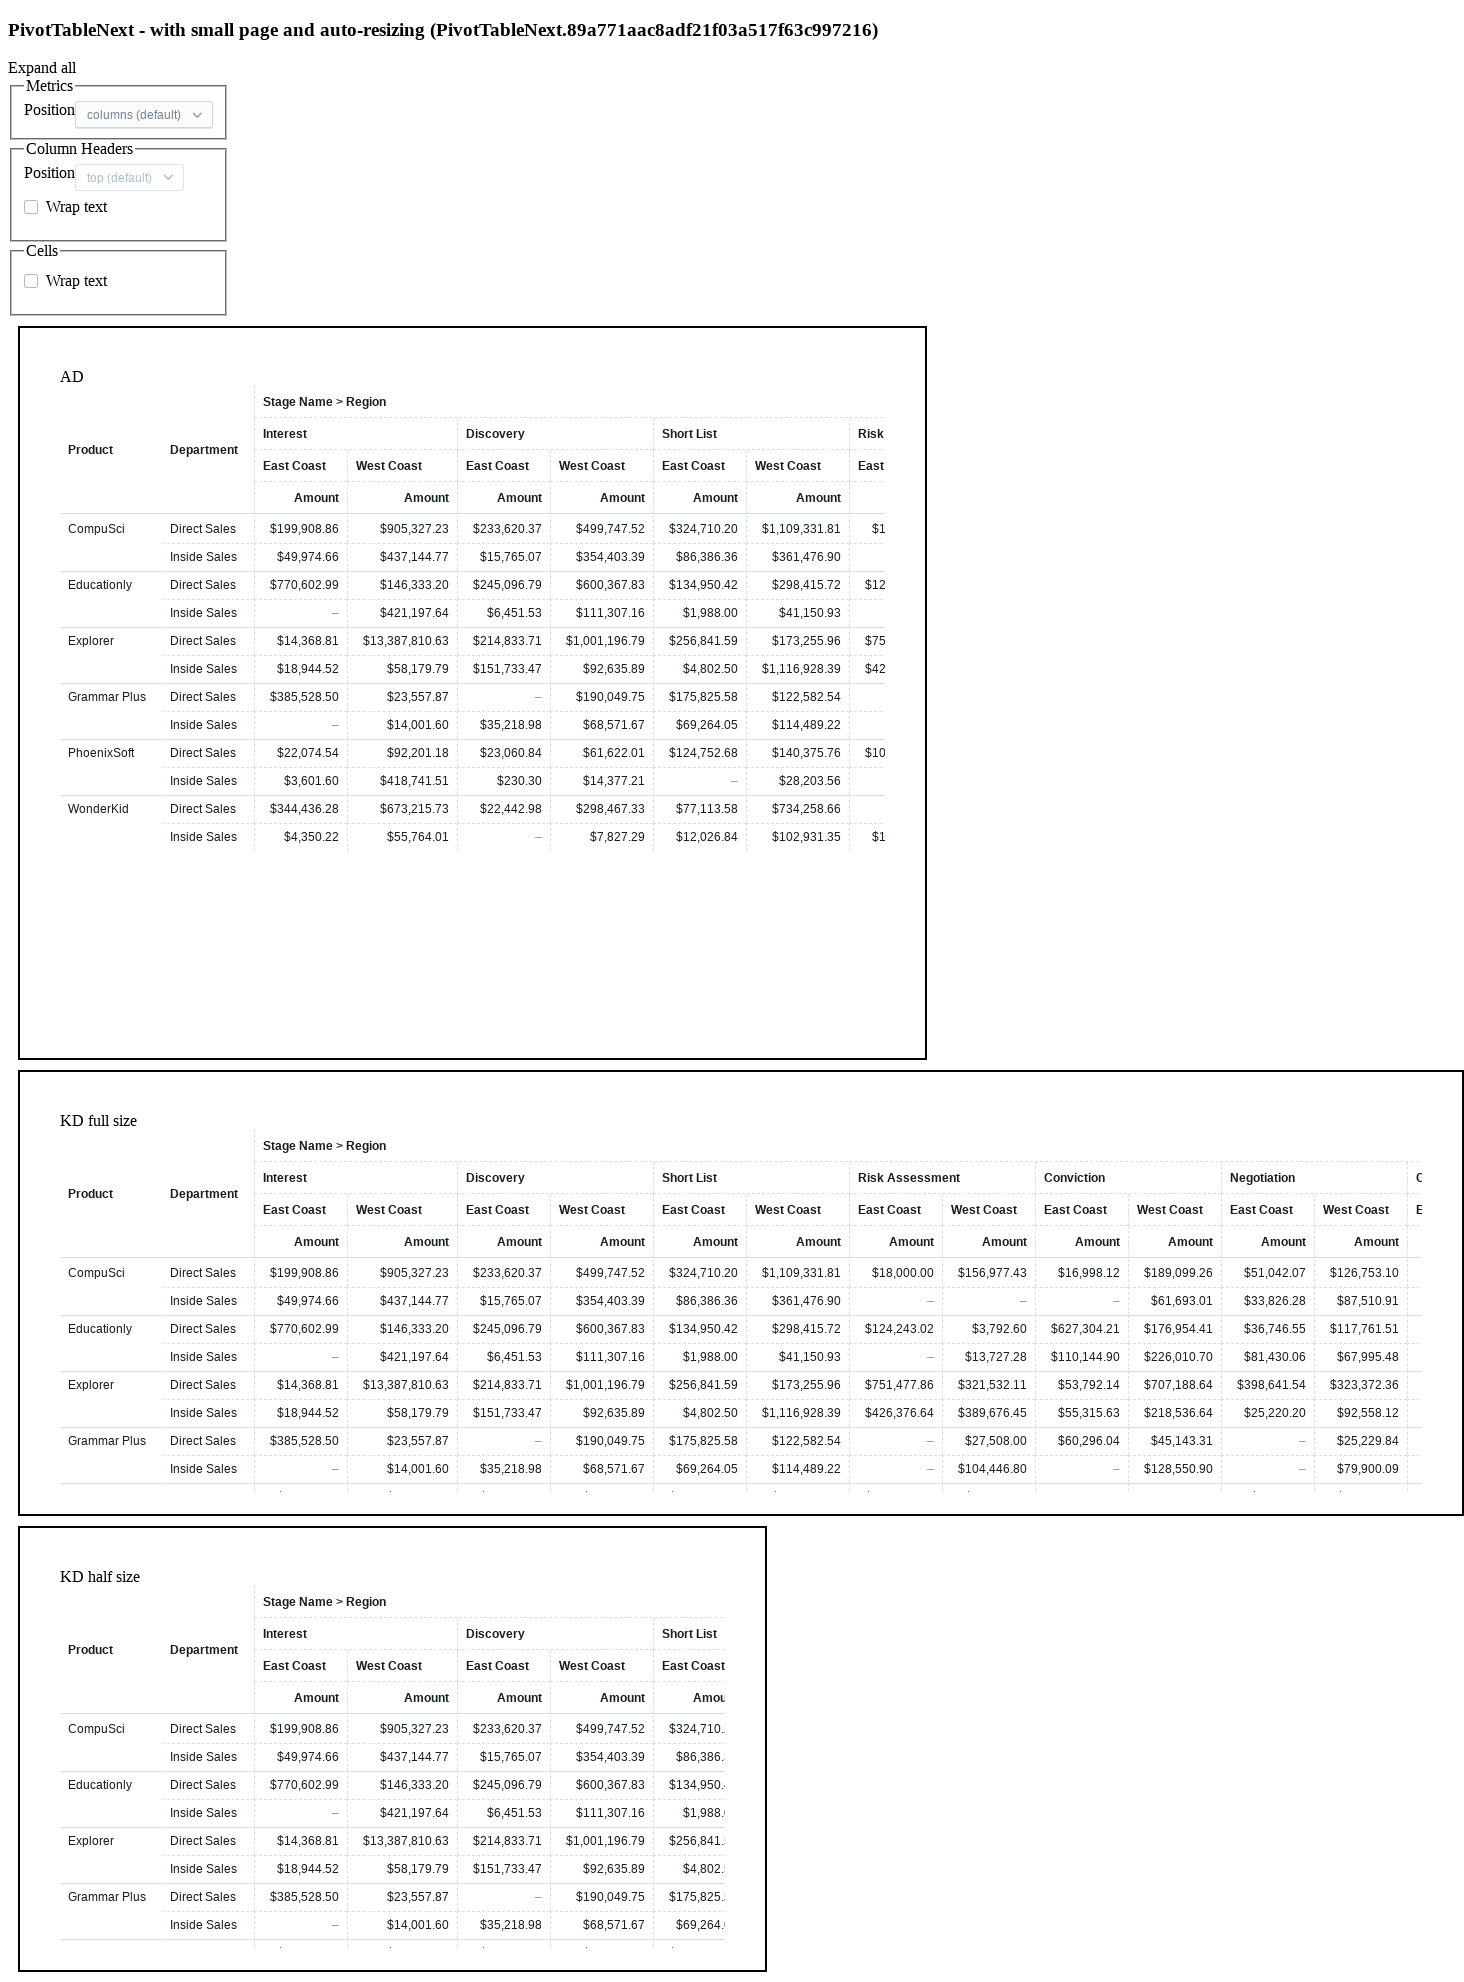 PivotTableNext - with small page and auto-resizing (PivotTableNext.89a771aac8adf21f03a517f63c997216)
Expand all
Metrics
Position columns (default)
Column Headers
Position top (default)
Wrap text
Cells
Wrap text
AD
Stage Name > Region
Product Department Interest Discovery Short List Risk
East Coast West Coast East Coast West Coast East Coast West Coast East
Amount Amount Amount Amount Amount Amount
CompuSci Direct Sales $199,908.86 $905,327.23 $233,620.37 $499,747.52 $324,710.20 $1,109,331.81 $1
Inside Sales $49,974.66 $437,144.77 $15,765.07 $354,403.39 $86,386.36 $361,476.90
Educationly Direct Sales $770,602.99 $146,333.20 $245,096.79 $600,367.83 $134,950.42 $298,415.72 $12
Inside Sales – $421,197.64 $6,451.53 $111,307.16 $1,988.00 $41,150.93
Explorer Direct Sales $14,368.81 $13,387,810.63 $214,833.71 $1,001,196.79 $256,841.59 $173,255.96 $75
Inside Sales $18,944.52 $58,179.79 $151,733.47 $92,635.89 $4,802.50 $1,116,928.39 $42
Grammar Plus Direct Sales $385,528.50 $23,557.87 – $190,049.75 $175,825.58 $122,582.54
Inside Sales – $14,001.60 $35,218.98 $68,571.67 $69,264.05 $114,489.22
PhoenixSoft Direct Sales $22,074.54 $92,201.18 $23,060.84 $61,622.01 $124,752.68 $140,375.76 $10
Inside Sales $3,601.60 $418,741.51 $230.30 $14,377.21 – $28,203.56
WonderKid Direct Sales $344,436.28 $673,215.73 $22,442.98 $298,467.33 $77,113.58 $734,258.66
Inside Sales $4,350.22 $55,764.01 – $7,827.29 $12,026.84 $102,931.35 $1
KD full size
Stage Name > Region
Product Department Interest Discovery Short List Risk Assessment Conviction Negotiation
East Coast West Coast East Coast West Coast East Coast West Coast East Coast West Coast East Coast West Coast East Coast West Coast
Amount Amount Amount Amount Amount Amount Amount Amount Amount Amount Amount Amount
CompuSci Direct Sales $199,908.86 $905,327.23 $233,620.37 $499,747.52 $324,710.20 $1,109,331.81 $18,000.00 $156,977.43 $16,998.12 $189,099.26 $51,042.07 $126,753.10
Inside Sales $49,974.66 $437,144.77 $15,765.07 $354,403.39 $86,386.36 $361,476.90 – – – $61,693.01 $33,826.28 $87,510.91
Educationly Direct Sales $770,602.99 $146,333.20 $245,096.79 $600,367.83 $134,950.42 $298,415.72 $124,243.02 $3,792.60 $627,304.21 $176,954.41 $36,746.55 $117,761.51
Inside Sales – $421,197.64 $6,451.53 $111,307.16 $1,988.00 $41,150.93 – $13,727.28 $110,144.90 $226,010.70 $81,430.06 $67,995.48
Explorer Direct Sales $14,368.81 $13,387,810.63 $214,833.71 $1,001,196.79 $256,841.59 $173,255.96 $751,477.86 $321,532.11 $53,792.14 $707,188.64 $398,641.54 $323,372.36
Inside Sales $18,944.52 $58,179.79 $151,733.47 $92,635.89 $4,802.50 $1,116,928.39 $426,376.64 $389,676.45 $55,315.63 $218,536.64 $25,220.20 $92,558.12
Grammar Plus Direct Sales $385,528.50 $23,557.87 – $190,049.75 $175,825.58 $122,582.54 – $27,508.00 $60,296.04 $45,143.31 – $25,229.84
Inside Sales – $14,001.60 $35,218.98 $68,571.67 $69,264.05 $114,489.22 – $104,446.80 – $128,550.90 – $79,900.09
KD half size
Stage Name > Region
Product Department Interest Discovery Short List
East Coast West Coast East Coast West Coast East Coast
Amount Amount Amount Amount Amou
CompuSci Direct Sales $199,908.86 $905,327.23 $233,620.37 $499,747.52 $324,710.
Inside Sales $49,974.66 $437,144.77 $15,765.07 $354,403.39 $86,386.
Educationly Direct Sales $770,602.99 $146,333.20 $245,096.79 $600,367.83 $134,950.
Inside Sales – $421,197.64 $6,451.53 $111,307.16 $1,988.
Explorer Direct Sales $14,368.81 $13,387,810.63 $214,833.71 $1,001,196.79 $256,841.
Inside Sales $18,944.52 $58,179.79 $151,733.47 $92,635.89 $4,802.
Grammar Plus Direct Sales $385,528.50 $23,557.87 – $190,049.75 $175,825.
Inside Sales – $14,001.60 $35,218.98 $68,571.67 $69,264.